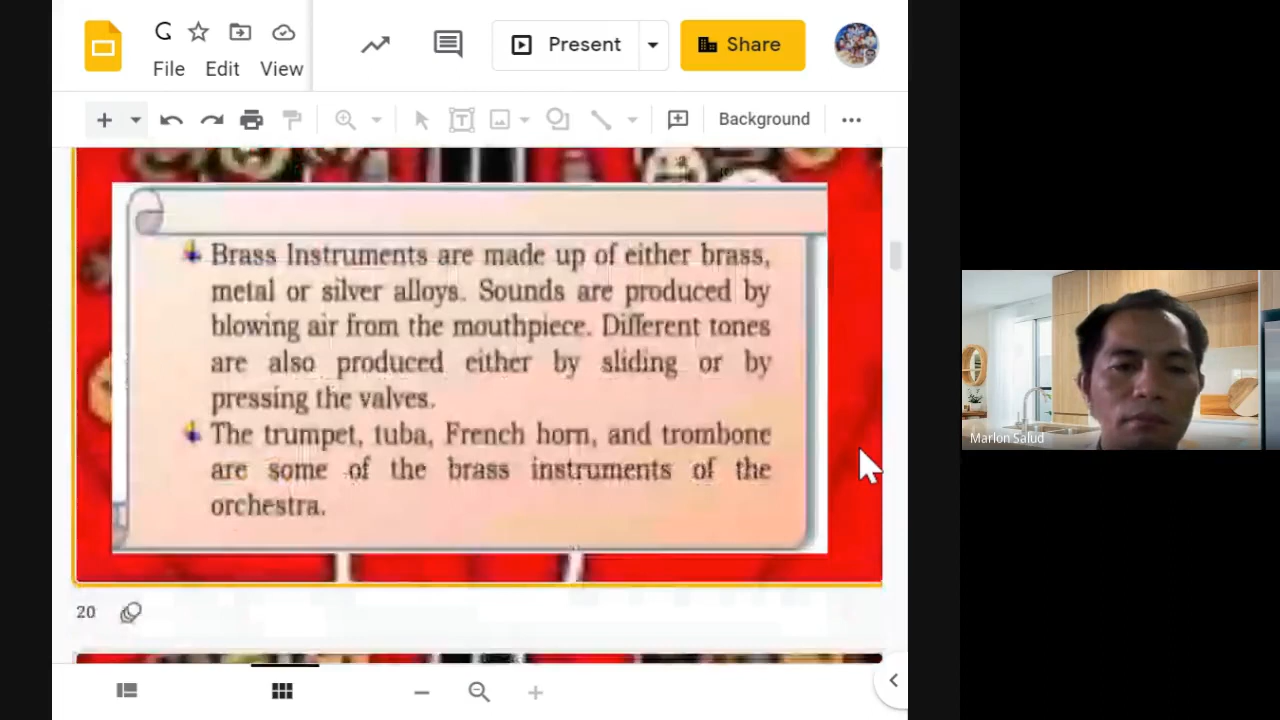 Present
Share
File Edit View
Background
Brass Instruments are made up of either brass,
metal or silver alloys. Sounds are produced by
blowing air from the mouthpiece. Different tones
are also produced either by sliding or by
pressing the valves.
The trumpet, tuba, French horn, and trombone
are some of the brass instruments of the
orchestra.
20
Marlon Salud